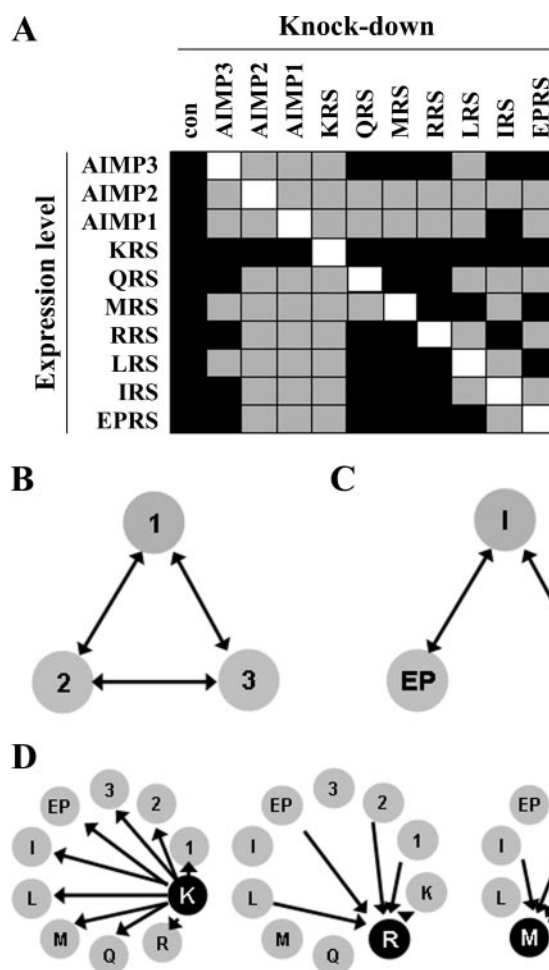 A
Knock-down
con AIMP3 AIMP2 AIMP1 KRS QRS MRS RRS LRS IRS EPRS
Expression level
AIMP3
AIMP2
AIMP1
KRS
QRS
MRS
RRS
LRS
IRS
EPRS
B C
1 I
2 3 EP
D
3 2 EP 1 I K L R M Q
3 2 EP 1 I K L R M Q
EP I L M